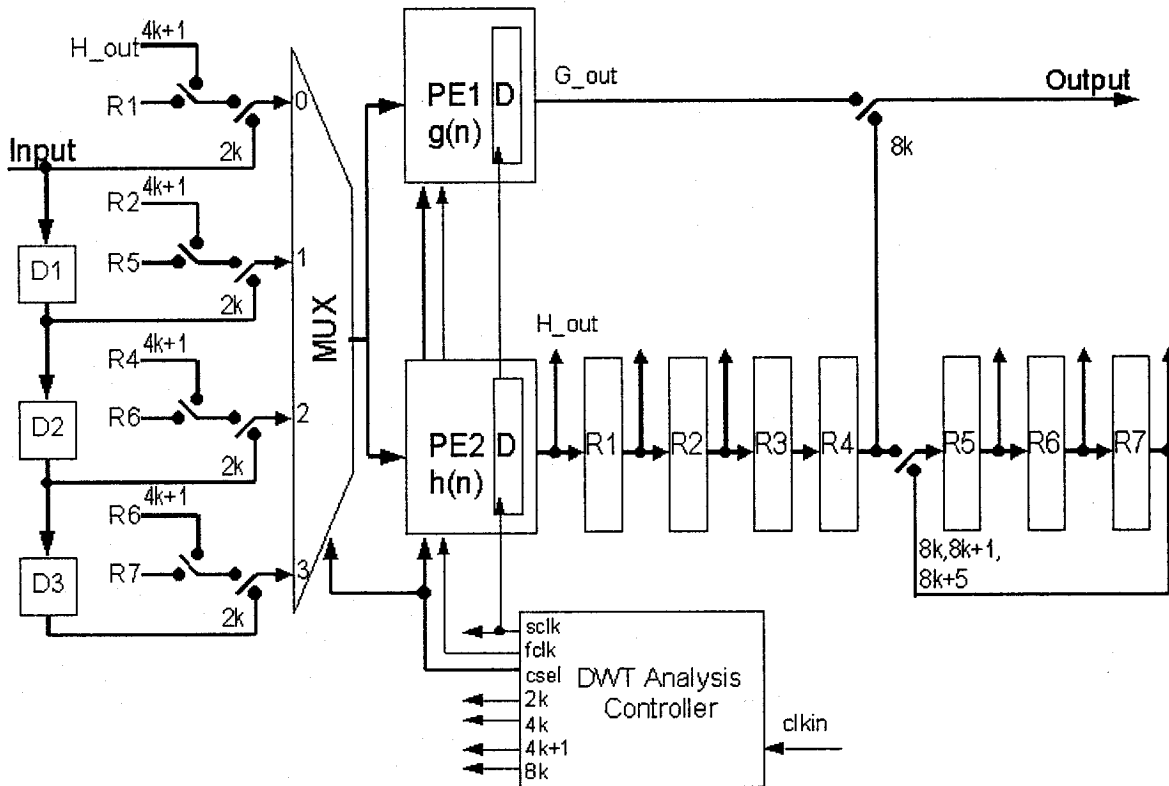 H_out 4k+1
R1
0
2k
Input
R2 4k+1
R5
1
2k
D1
R4 4k+1
R6
2
2k
D2
R6 4k+1
R7
3
2k
D3
MUX
PE1 D
g(n)
G_out
Output
8k
PE2 D
h(n)
H_out
R1
R2
R3
R4
R5
R6
R7
8k,8k+1,
8k+5
sclk
fclk
csel
2k
4k
4k+1
8k
DWT Analysis
Controller
clkin